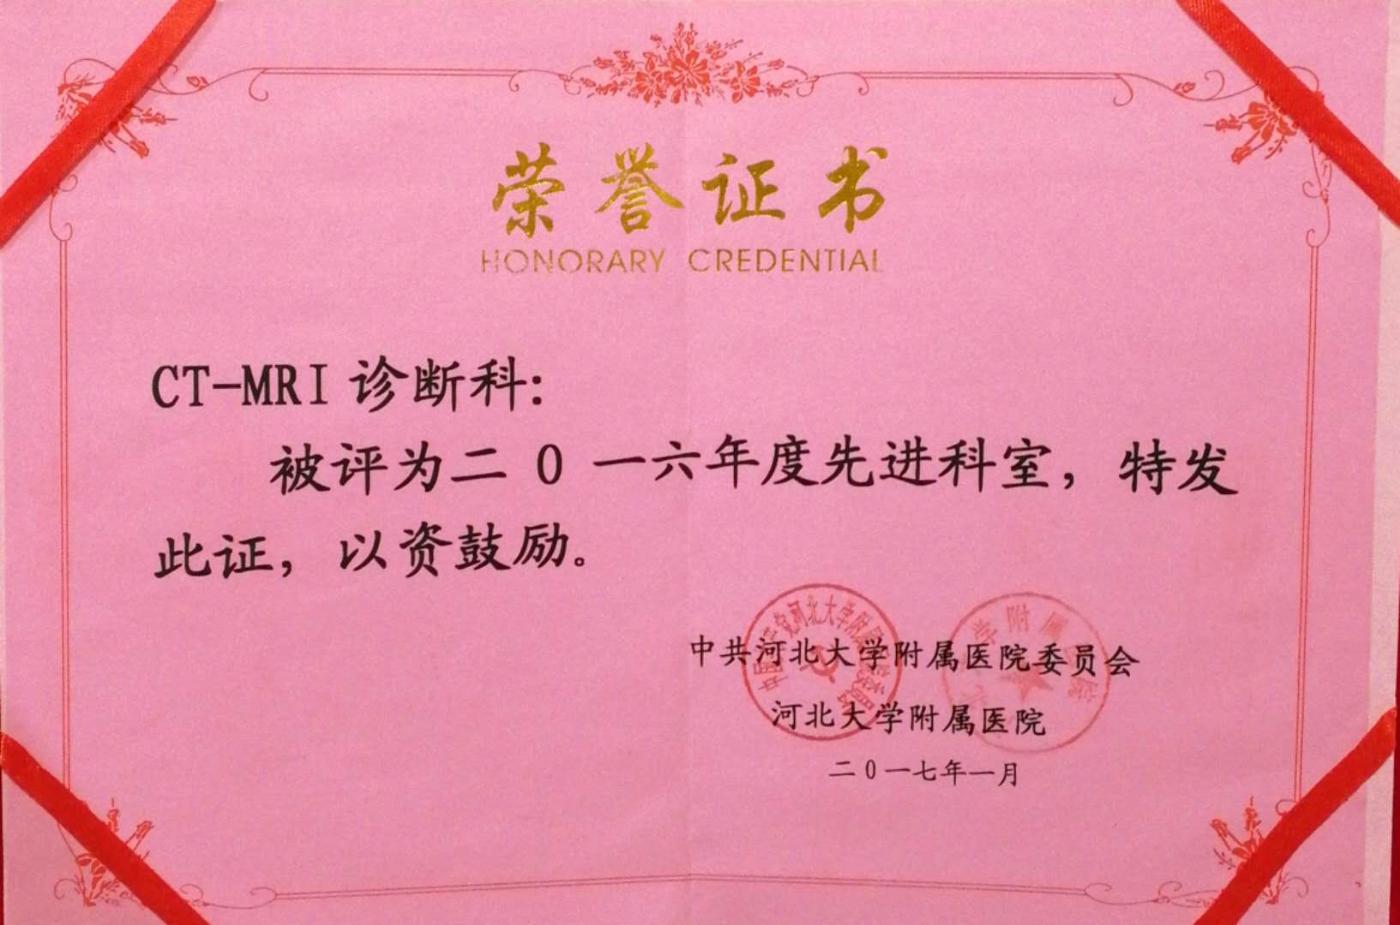 荣誉证书
HONORARY CREDENTIAL
CT-MRI 诊断科：
被评为二0一六年度先进科室，特发
此证，以资鼓励。
中共河北大学附属医院委员会
河北大学附属医院
二0一七年一月